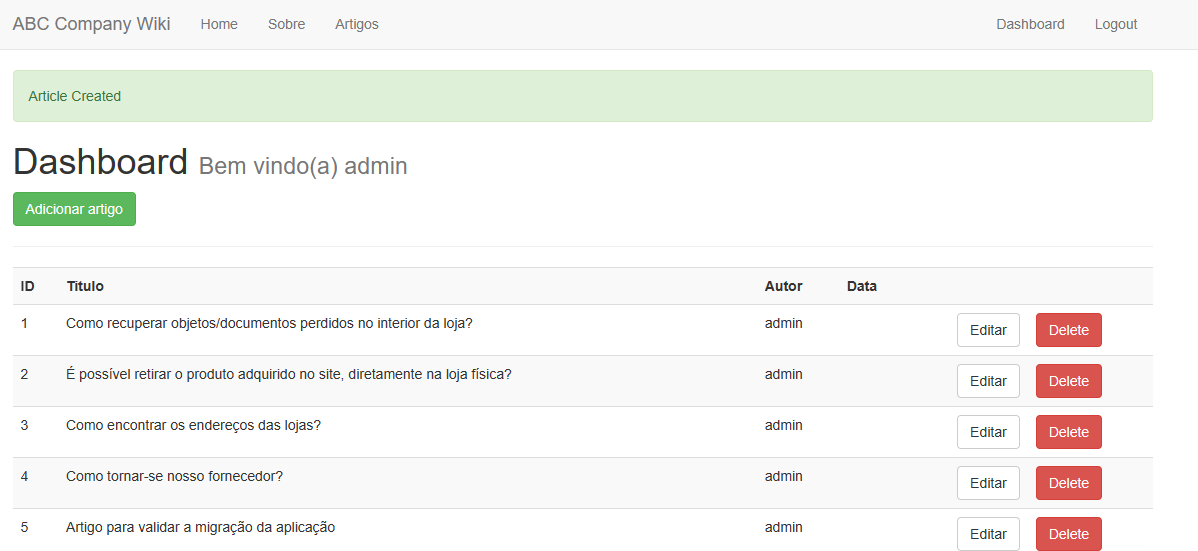 ABC Company Wiki Home Sobre Artigos Dashboard Logout
Article Created
Dashboard Bem vindo(a) admin
Adicionar artigo
ID Titulo Autor Data
1 Como recuperar objetos/documentos perdidos no interior da loja? admin Editar Delete
2 É possível retirar o produto adquirido no site, diretamente na loja física? admin Editar Delete
3 Como encontrar os endereços das lojas? admin Editar Delete
4 Como tornar-se nosso fornecedor? admin Editar Delete
5 Artigo para validar a migração da aplicação admin Editar Delete